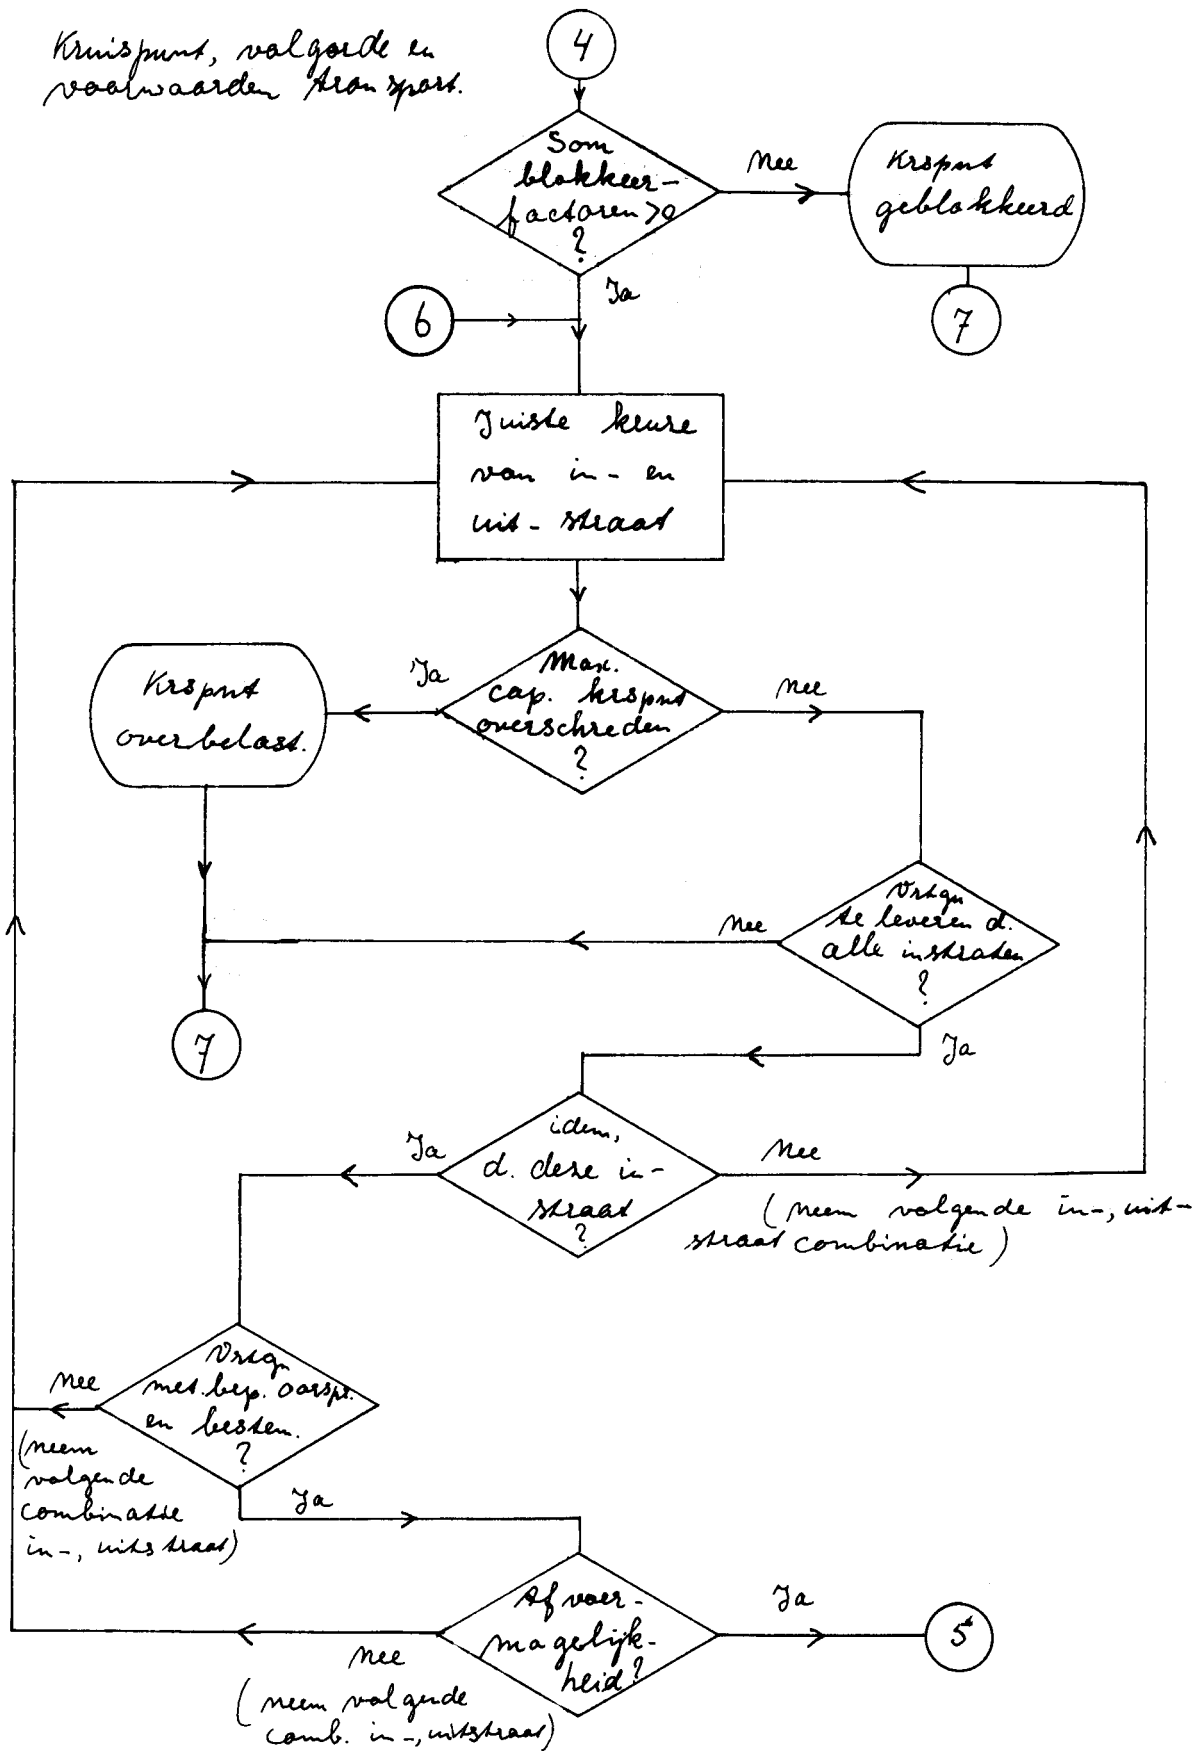 Kruispunt, volgorde en
voorwaarden transport.
4
Som
blokkeer-
factoren >0
?
Nee
Krspnt
geblokkeerd
7
Ja
6
Juiste keuze
van in- en
uit-straat
Max.
cap. krspnt
overschreden
?
Ja
Krspnt
overbelast.
Nee
Vrtgn
te leveren d.
alle instraten
?
Nee
7
Ja
idem,
d. deze in-
straat
?
Ja
Nee
(neem volgende in-, uit-
straat combinatie)
Vrtgn
met bep. oorspr.
en bestem.
?
Nee
(neem
volgende
combinatie
in-, uitstraat)
Ja
Afvoer-
mogelijk-
heid?
Ja
5
Nee
(neem volgende
comb. in-, uitstraat)